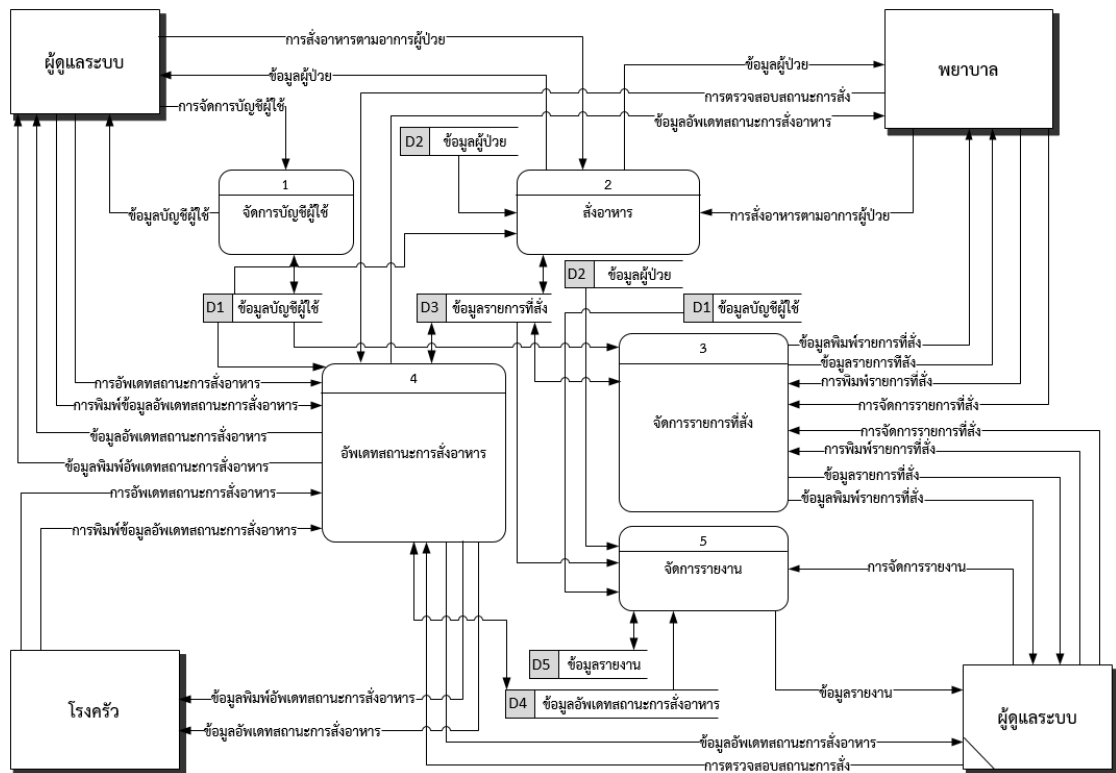 ผู้ดูแลระบบ
การสั่งอาหารตามอาการผู้ป่วย
ข้อมูลผู้ป่วย
การจัดการบัญชีผู้ใช้
ข้อมูลผู้ป่วย
การตรวจสอบสถานะการสั่ง
ข้อมูลอัพเดทสถานะการสั่งอาหาร
พยาบาล
D2 ข้อมูลผู้ป่วย
1
จัดการบัญชีผู้ใช้
2
สั่งอาหาร
ข้อมูลบัญชีผู้ใช้
การสั่งอาหารตามอาการผู้ป่วย
D2 ข้อมูลผู้ป่วย
D1 ข้อมูลบัญชีผู้ใช้
D3 ข้อมูลรายการที่สั่ง
D1 ข้อมูลบัญชีผู้ใช้
3
จัดการรายการที่สั่ง
ข้อมูลพิมพ์รายการที่สั่ง
ข้อมูลรายการที่สั่ง
การพิมพ์รายการที่สั่ง
การจัดการรายการที่สั่ง
การจัดการรายการที่สั่ง
การพิมพ์รายการที่สั่ง
ข้อมูลรายการที่สั่ง
ข้อมูลพิมพ์รายการที่สั่ง
4
อัพเดทสถานะการสั่งอาหาร
การอัพเดทสถานะการสั่งอาหาร
การพิมพ์ข้อมูลอัพเดทสถานะการสั่งอาหาร
ข้อมูลอัพเดทสถานะการสั่งอาหาร
ข้อมูลพิมพ์อัพเดทสถานะการสั่งอาหาร
การอัพเดทสถานะการสั่งอาหาร
การพิมพ์ข้อมูลอัพเดทสถานะการสั่งอาหาร
5
จัดการรายงาน
การจัดการรายงาน
D5 ข้อมูลรายงาน
D4 ข้อมูลอัพเดทสถานะการสั่งอาหาร
ข้อมูลรายงาน
โรงครัว
ข้อมูลพิมพ์อัพเดทสถานะการสั่งอาหาร
ข้อมูลอัพเดทสถานะการสั่งอาหาร
ข้อมูลอัพเดทสถานะการสั่งอาหาร
การตรวจสอบสถานะการสั่ง
ผู้ดูแลระบบ